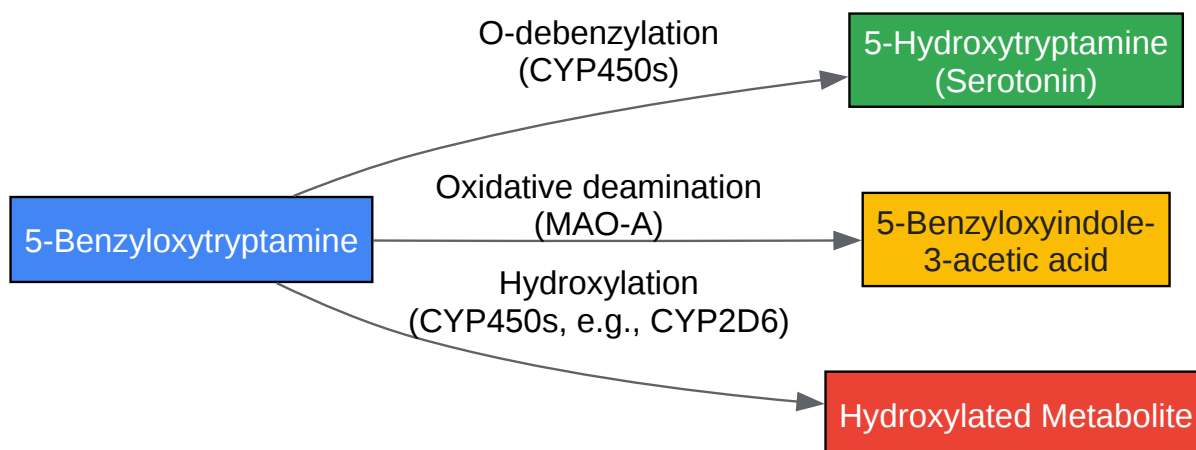 O-debenzylation
(CYP450s)
5-Hydroxytryptamine
(Serotonin)
5-Benzyloxytryptamine
Oxidative deamination
(MAO-A)
5-Benzyloxyindole-
3-acetic acid
Hydroxylation
(CYP450s, e.g., CYP2D6)
Hydroxylated Metabolite